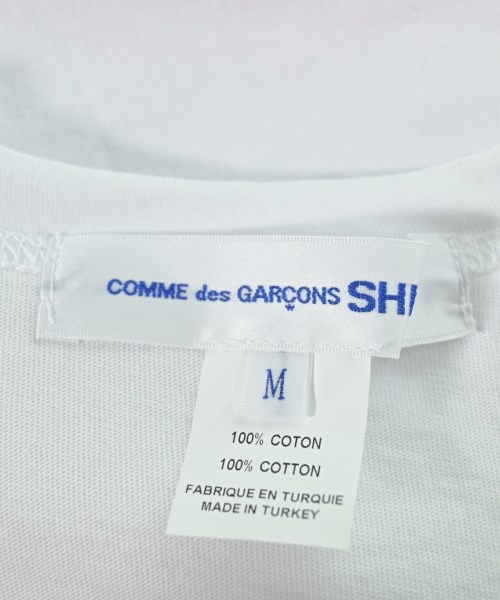 COMME des GARÇONS SHI
M
100% COTON
100% COTTON
FABRIQUE EN TURQUIE
MADE IN TURKEY